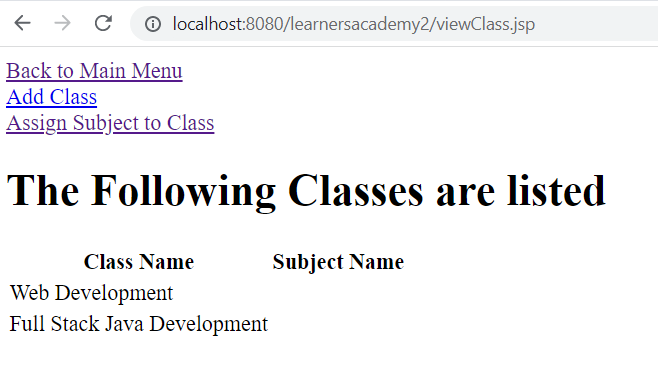 localhost:8080/learnersacademy2/viewClass.jsp
Back to Main Menu
Add Class
Assign Subject to Class
The Following Classes are listed
Class Name Subject Name
Web Development
Full Stack Java Development